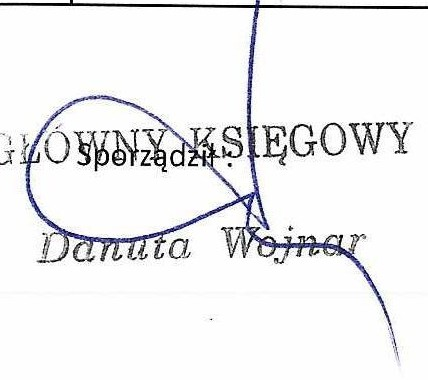 GŁÓWNY KSIĘGOWY
Sporządził :
Danuta Wojnar